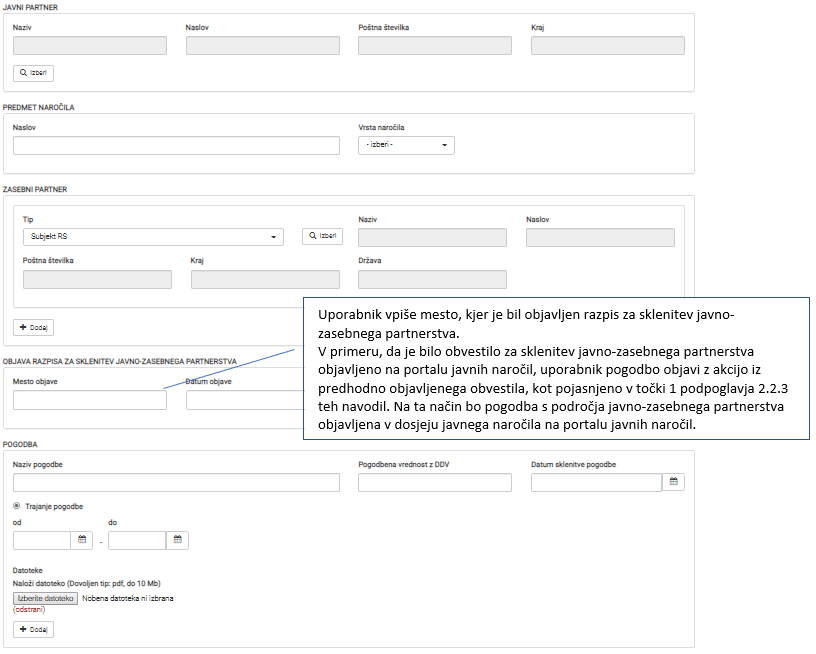 JAVNI PARTNER
Naziv Naslov Poštna številka Kraj
Izberi
PREDMET NAROČILA
Naslov Vrsta naročila
- izberi -
ZASEBNI PARTNER
Tip Naziv Naslov
Subjekt RS Izberi
Poštna številka Kraj Država
Dodaj
Uporabnik vpiše mesto, kjer je bil objavljen razpis za sklenitev javno-
zasebnega partnerstva.
V primeru, da je bilo obvestilo za sklenitev javno-zasebnega partnerstva
objavljeno na portalu javnih naročil, uporabnik pogodbo objavi z akcijo iz
predhodno objavljenega obvestila, kot pojasnjeno v točki 1 podpoglavja 2.2.3
teh navodil. Na ta način bo pogodba s področja javno-zasebnega partnerstva
objavljena v dosjeju javnega naročila na portalu javnih naročil.
OBJAVA RAZPISA ZA SKLENITEV JAVNO-ZASEBNEGA PARTNERSTVA
Mesto objave Datum objave
POGODBA
Naziv pogodbe Pogodbena vrednost z DDV Datum sklenitve pogodbe
Trajanje pogodbe
od do
-
Datoteke
Naloži datoteko (Dovoljen tip: pdf, do 10 Mb)
Izberite datoteko Nobena datoteka ni izbrana
(odstrani)
Dodaj